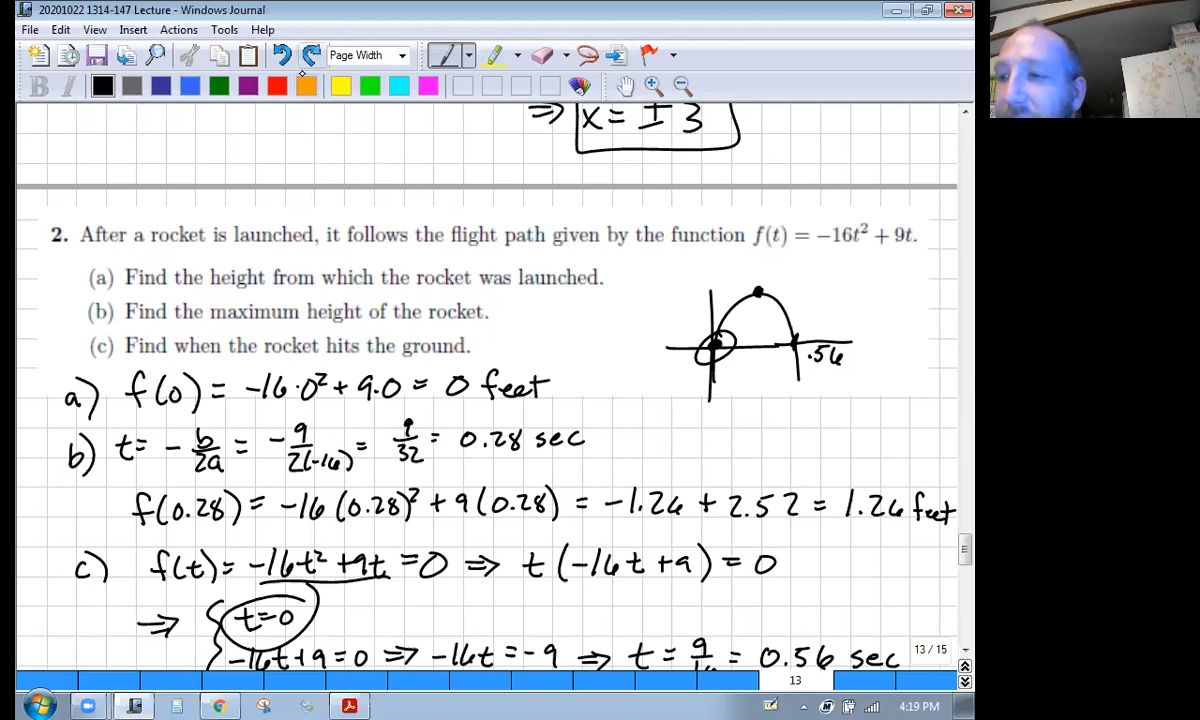 20201022 1314-147 Lecture - Windows Journal
File Edit View Insert Actions Tools Help
Page Width
B I
⇒ x = ± 3
2. After a rocket is launched, it follows the flight path given by the function f(t) = −16t² + 9t.
(a) Find the height from which the rocket was launched.
(b) Find the maximum height of the rocket.
(c) Find when the rocket hits the ground.
.56
a) f(0) = -16·0² + 9·0 = 0 feet
b) t = - b/2a = - 9/2(-16) = 9/32 = 0.28 sec
f(0.28) = -16(0.28)² + 9(0.28) = -1.26 + 2.52 = 1.26 feet
c) f(t) = -16t² + 9t = 0 ⇒ t(-16t + 9) = 0
⇒ { t=0
-16t + 9 = 0 ⇒ -16t = -9 ⇒ t = 9/16 = 0.56 sec
13 / 15
13
4:19 PM